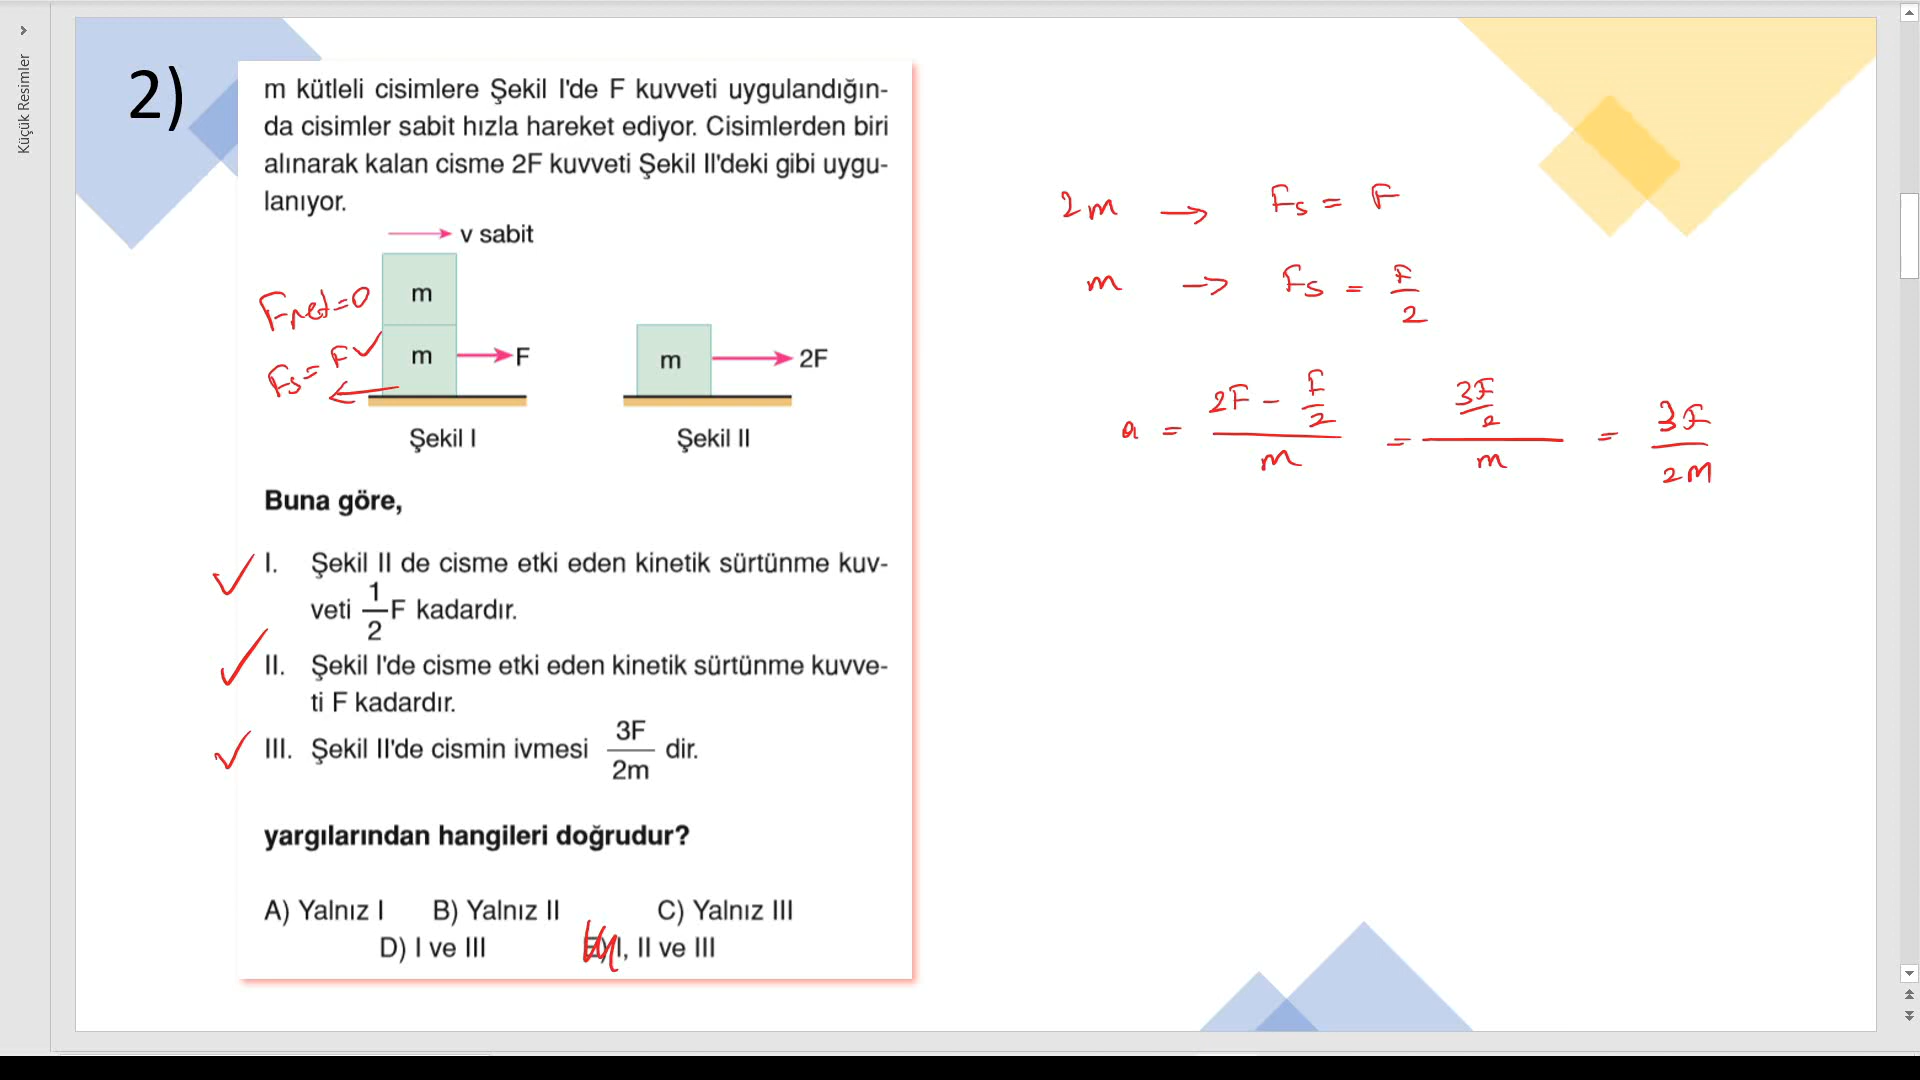 Küçük Resimler
2)
m kütleli cisimlere Şekil I'de F kuvveti uygulandığın-
da cisimler sabit hızla hareket ediyor. Cisimlerden biri
alınarak kalan cisme 2F kuvveti Şekil II'deki gibi uygu-
lanıyor.
v sabit
m
m
F
Fnet=0
Fs = F
Şekil I
m
2F
Şekil II
Buna göre,
I. Şekil II de cisme etki eden kinetik sürtünme kuv-
veti 1/2 F kadardır.
II. Şekil I'de cisme etki eden kinetik sürtünme kuvve-
ti F kadardır.
III. Şekil II'de cismin ivmesi 3F/2m dir.
yargılarından hangileri doğrudur?
A) Yalnız I B) Yalnız II C) Yalnız III
D) I ve III E) I, II ve III
2m → Fs = F
m → Fs = F/2
a = (2F - F/2)/m = (3F/2)/m = 3F/2M